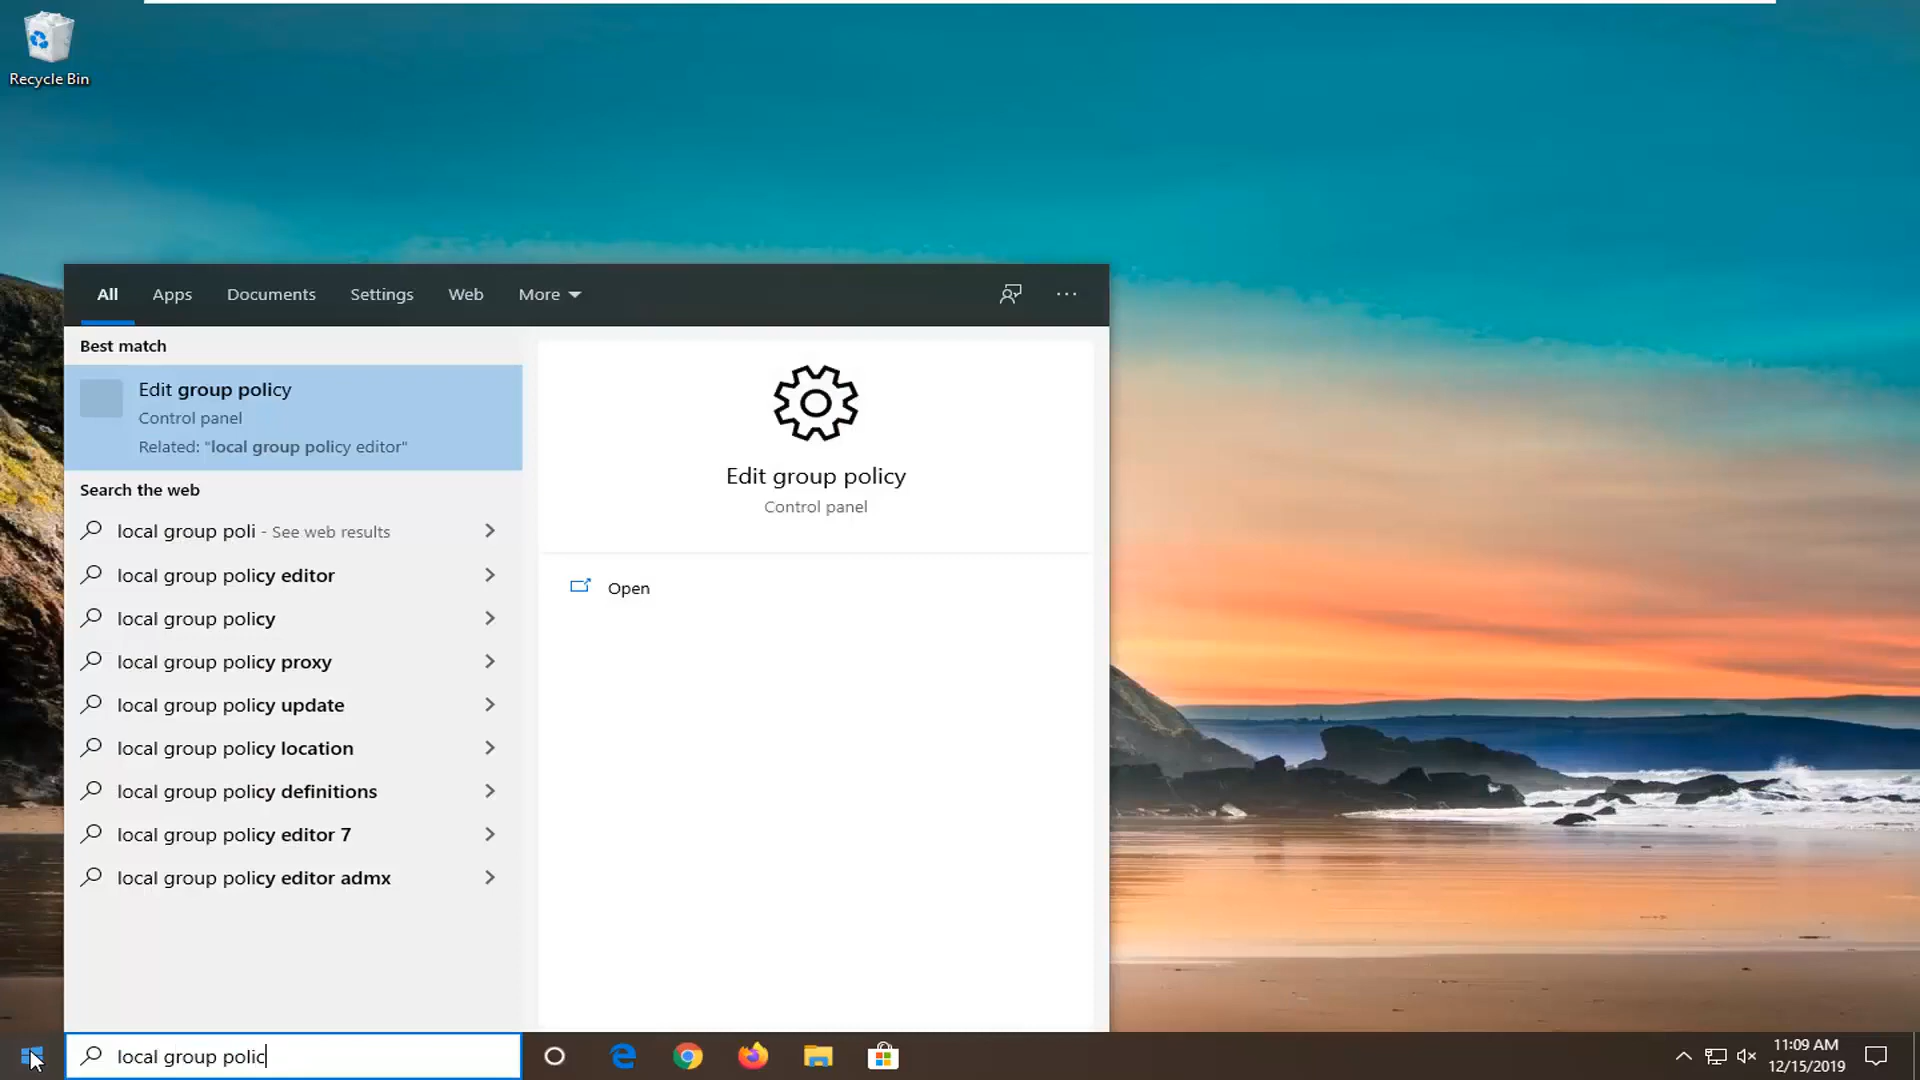 Recycle Bin
All Apps Documents Settings Web More
Best match
Edit group policy
Control panel
Related: "local group policy editor"
Search the web
local group poli - See web results
local group policy editor
local group policy
local group policy proxy
local group policy update
local group policy location
local group policy definitions
local group policy editor 7
local group policy editor admx
Edit group policy
Control panel
Open
local group polic
11:09 AM
12/15/2019